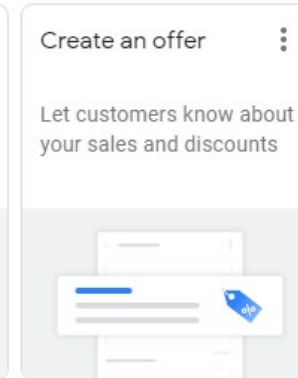 Create an offer
Let customers know about
your sales and discounts
%